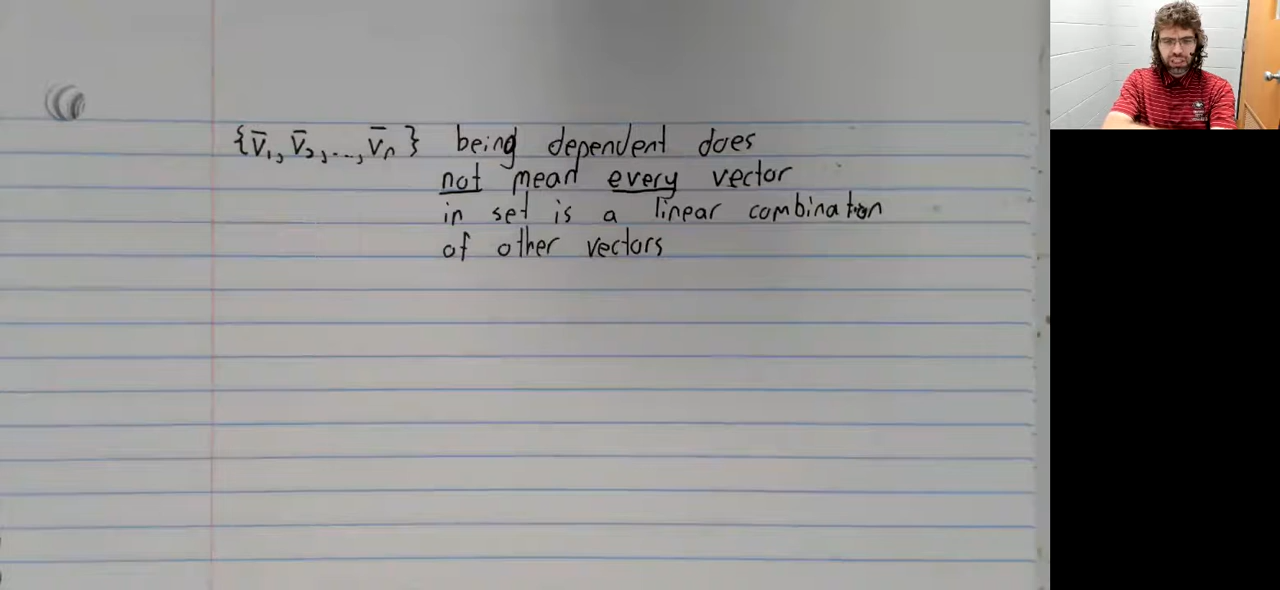 {v̄₁, v̄₂, ..., v̄ₙ} being dependent does
not mean every vector
in set is a linear combination
of other vectors